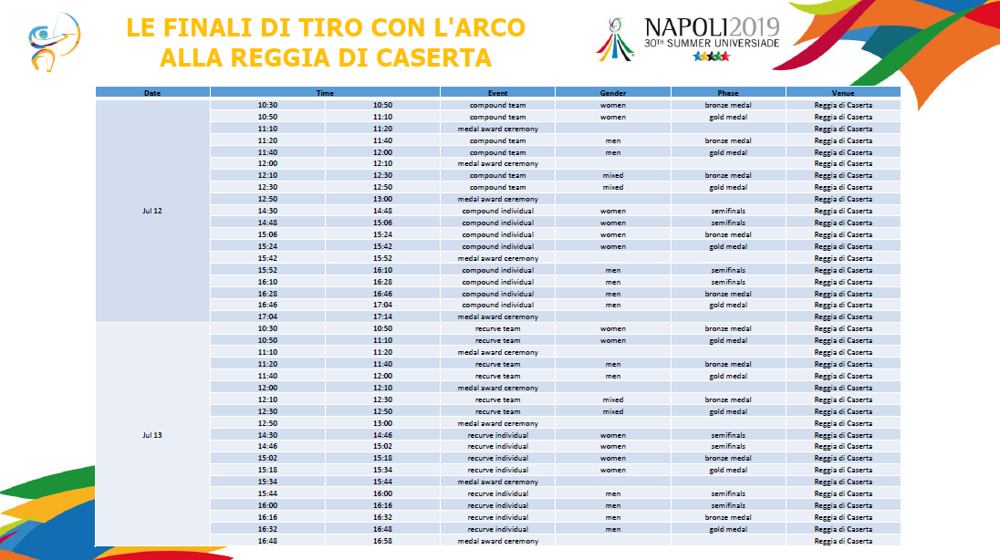 LE FINALI DI TIRO CON L'ARCO
ALLA REGGIA DI CASERTA
NAPOLI2019
30TH SUMMER UNIVERSIADE
Date Time Event Gender Phase Venue
Jul 12
10:30 10:50 compound team women bronze medal Reggia di Caserta
10:50 11:10 compound team women gold medal Reggia di Caserta
11:10 11:20 medal award ceremony Reggia di Caserta
11:20 11:40 compound team men bronze medal Reggia di Caserta
11:40 12:00 compound team men gold medal Reggia di Caserta
12:00 12:10 medal award ceremony Reggia di Caserta
12:10 12:30 compound team mixed bronze medal Reggia di Caserta
12:30 12:50 compound team mixed gold medal Reggia di Caserta
12:50 13:00 medal award ceremony Reggia di Caserta
14:30 14:48 compound individual women semifinals Reggia di Caserta
14:48 15:06 compound individual women semifinals Reggia di Caserta
15:06 15:24 compound individual women bronze medal Reggia di Caserta
15:24 15:42 compound individual women gold medal Reggia di Caserta
15:42 15:52 medal award ceremony Reggia di Caserta
15:52 16:10 compound individual men semifinals Reggia di Caserta
16:10 16:28 compound individual men semifinals Reggia di Caserta
16:28 16:46 compound individual men bronze medal Reggia di Caserta
16:46 17:04 compound individual men gold medal Reggia di Caserta
17:04 17:14 medal award ceremony Reggia di Caserta
Jul 13
10:30 10:50 recurve team women bronze medal Reggia di Caserta
10:50 11:10 recurve team women gold medal Reggia di Caserta
11:10 11:20 medal award ceremony Reggia di Caserta
11:20 11:40 recurve team men bronze medal Reggia di Caserta
11:40 12:00 recurve team men gold medal Reggia di Caserta
12:00 12:10 medal award ceremony Reggia di Caserta
12:10 12:30 recurve team mixed bronze medal Reggia di Caserta
12:30 12:50 recurve team mixed gold medal Reggia di Caserta
12:50 13:00 medal award ceremony Reggia di Caserta
14:30 14:46 recurve individual women semifinals Reggia di Caserta
14:46 15:02 recurve individual women semifinals Reggia di Caserta
15:02 15:18 recurve individual women bronze medal Reggia di Caserta
15:18 15:34 recurve individual women gold medal Reggia di Caserta
15:34 15:44 medal award ceremony Reggia di Caserta
15:44 16:00 recurve individual men semifinals Reggia di Caserta
16:00 16:16 recurve individual men semifinals Reggia di Caserta
16:16 16:32 recurve individual men bronze medal Reggia di Caserta
16:32 16:48 recurve individual men gold medal Reggia di Caserta
16:48 16:58 medal award ceremony Reggia di Caserta